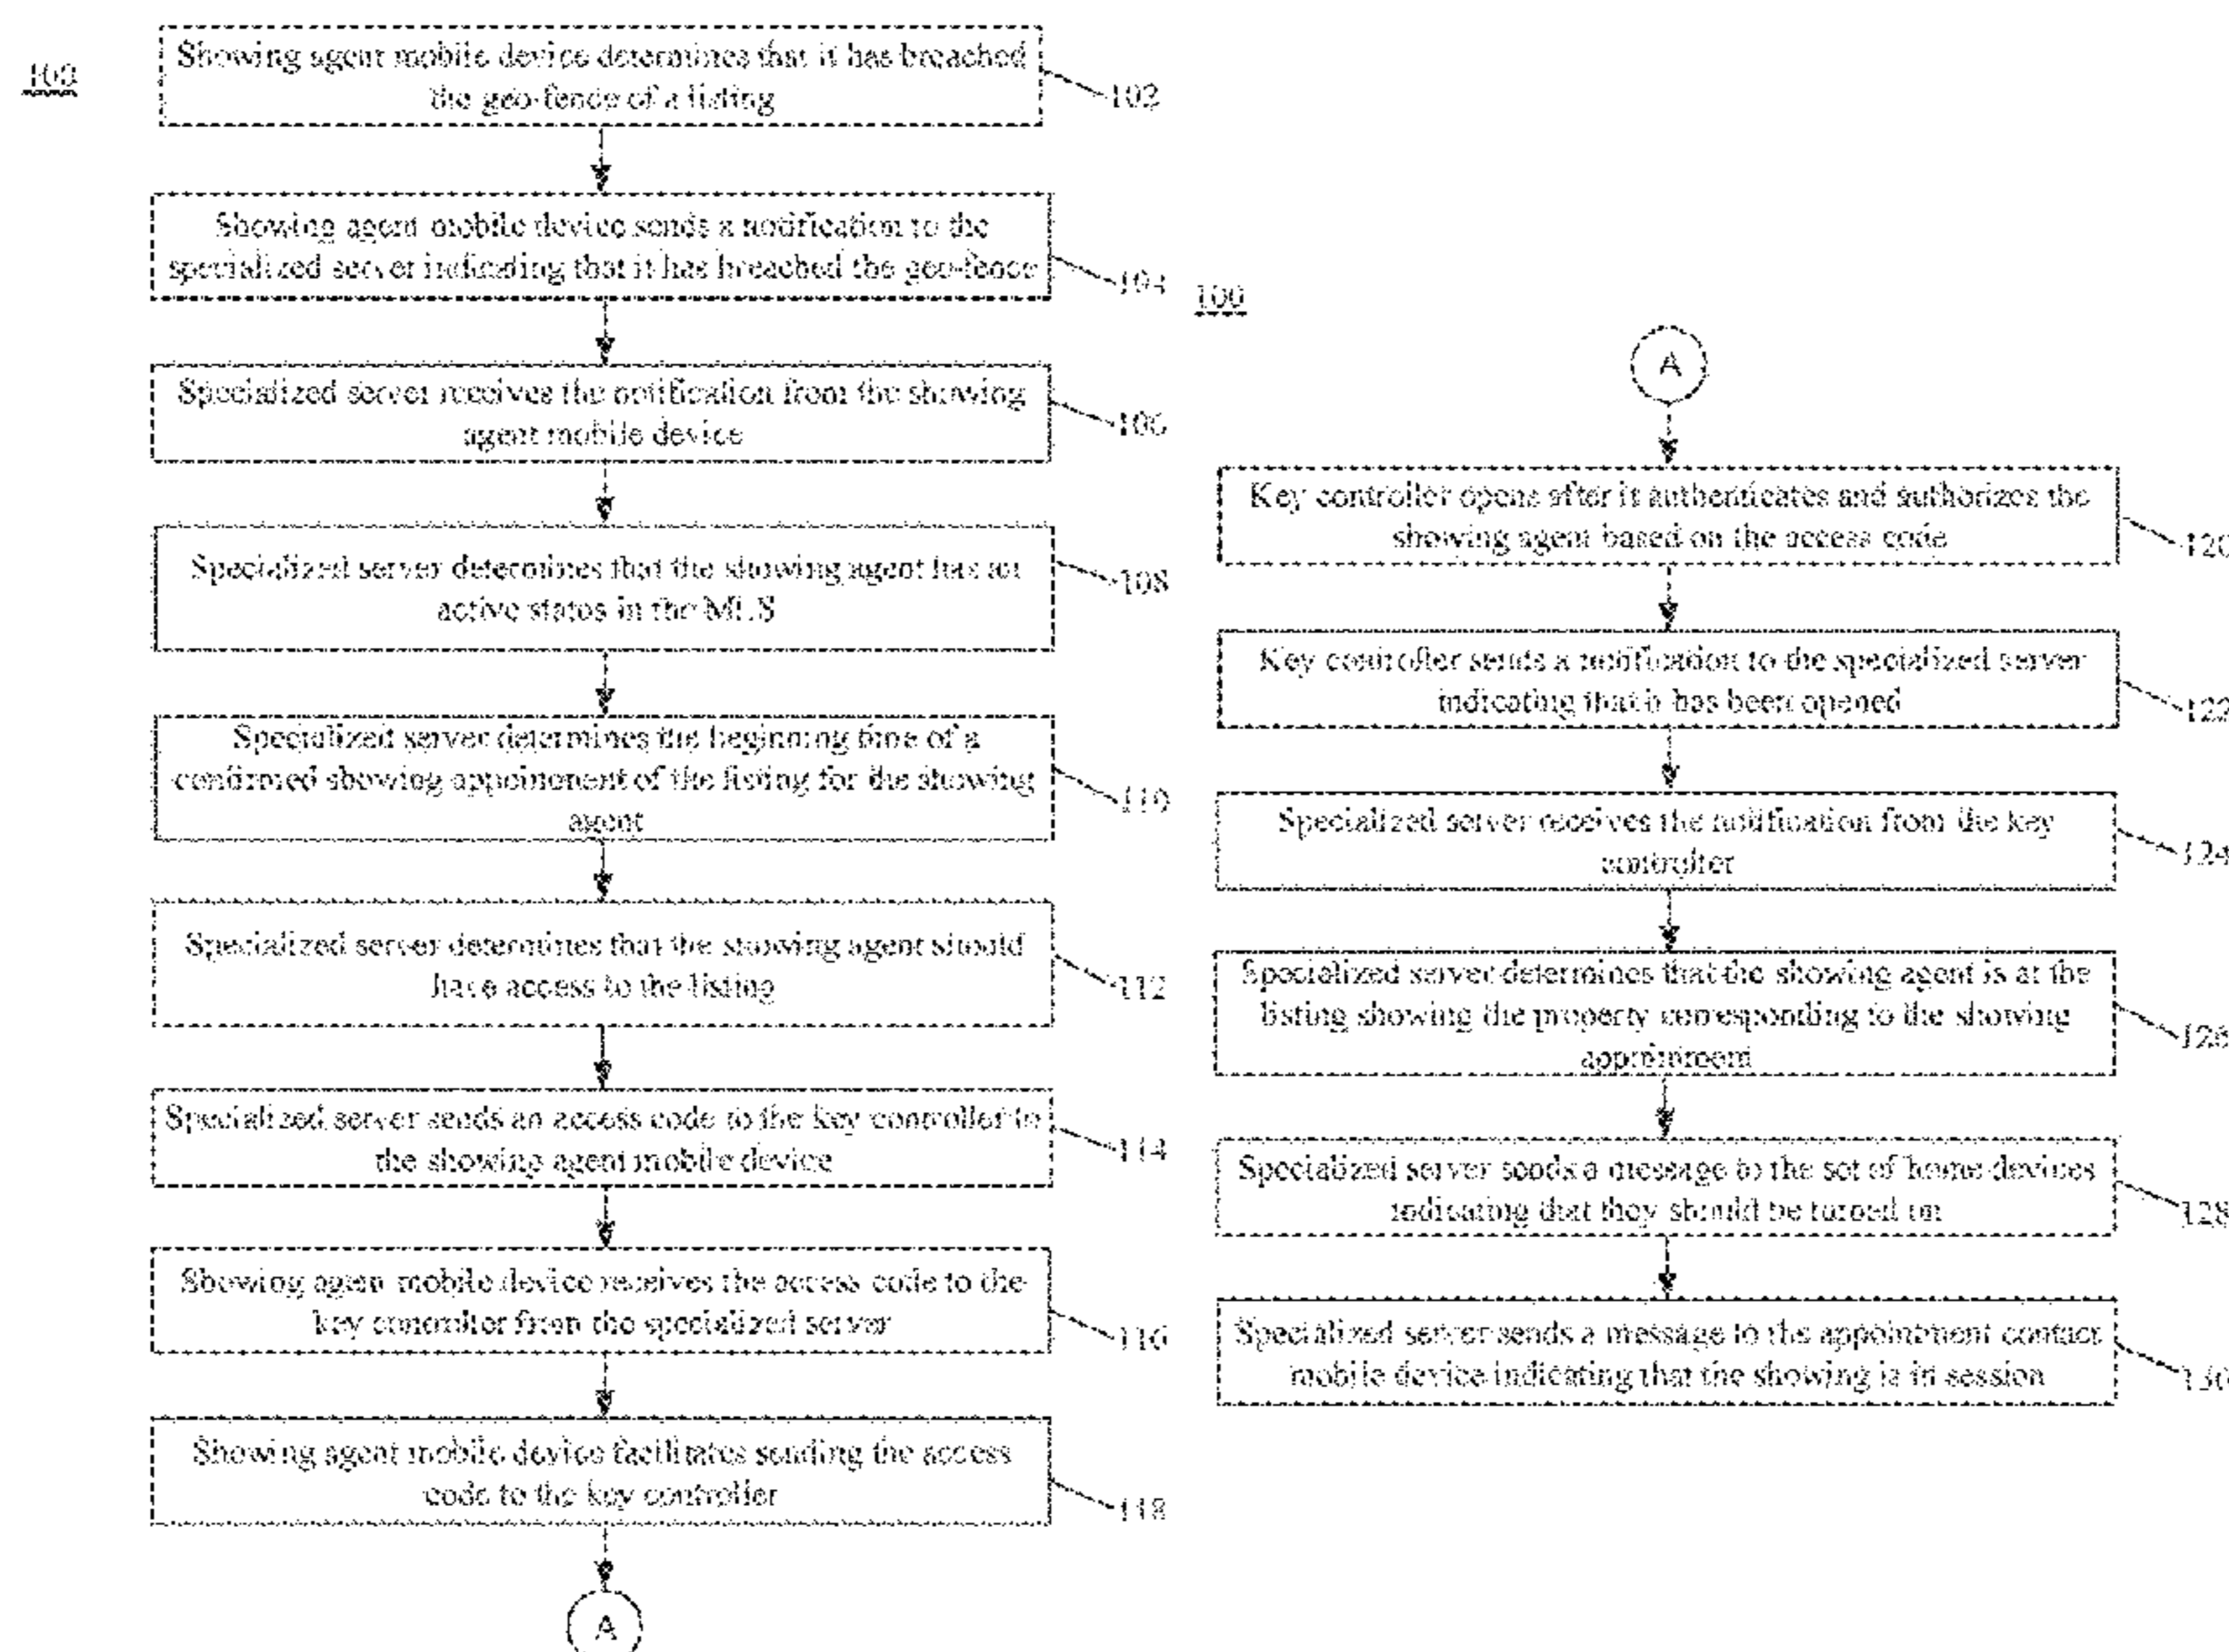 100
Showing agent mobile device determines that it has breached
the geo-fence of a listing
102
Showing agent mobile device sends a notification to the
specialized server indicating that it has breached the geo-fence
104
Specialized server receives the notification from the showing
agent mobile device
106
Specialized server determines that the showing agent has an
active states in the MLS
108
Specialized server determines the beginning time of a
confirmed showing appointment of the listing for the showing
agent
110
Specialized server determines that the showing agent should
have access to the listing
112
Specialized server sends an access code to the key controller to
the showing agent mobile device
114
Showing agent mobile device receives the access code to the
key controller from the specialized server
116
Showing agent mobile device facilitates sending the access
code to the key controller
118
A
100
A
Key controller opens after it authenticates and authorizes the
showing agent based on the access code
120
Key controller sends a notification to the specialized server
indicating that it has been opened
122
Specialized server receives the notification from the key
controller
124
Specialized server determines that the showing agent is at the
listing showing the property corresponding to the showing
appointment
126
Specialized server sends a message to the set of home devices
indicating that they should be turned on
128
Specialized server sends a message to the appointment contact
mobile device indicating that the showing is in session
130